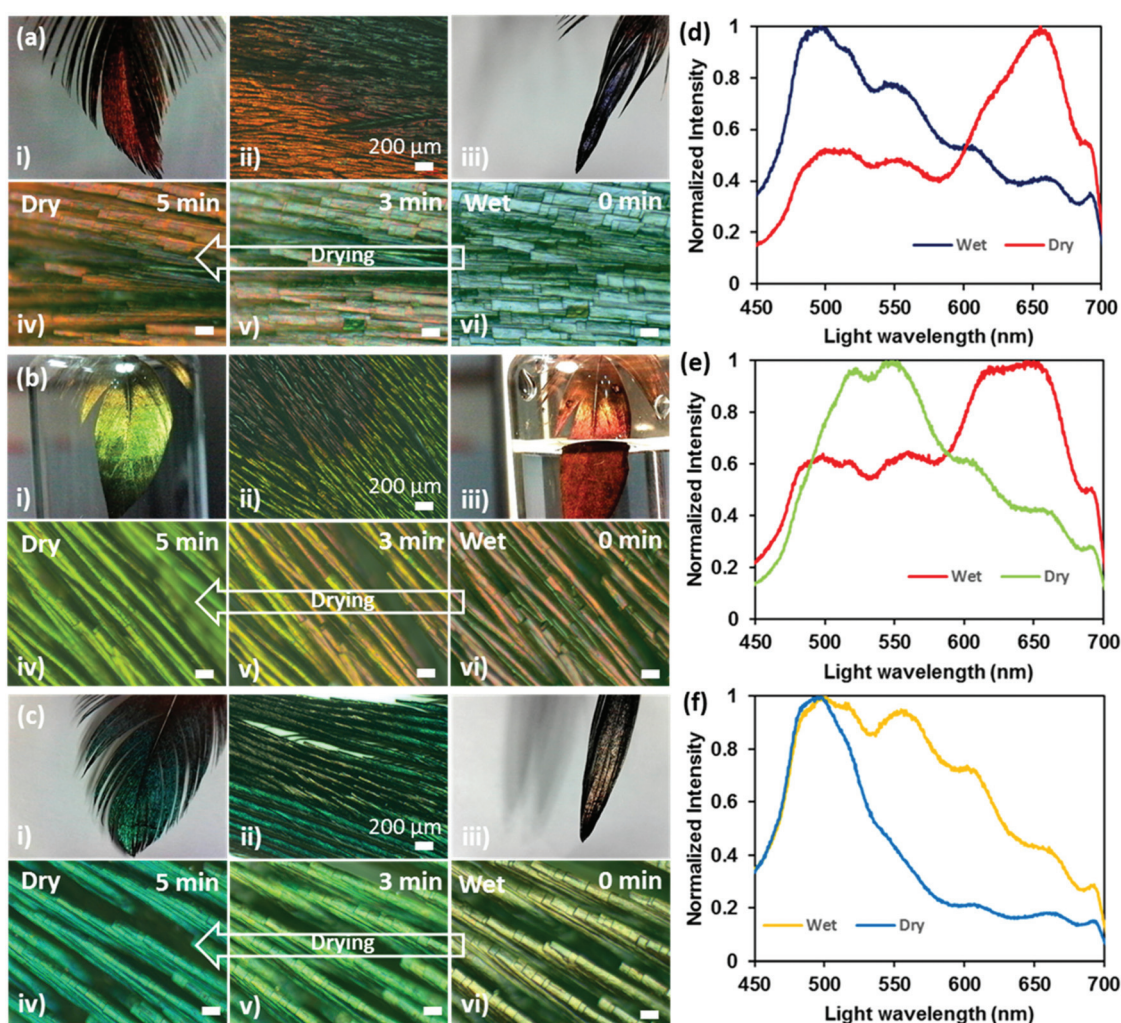 (a)
i)
ii)
200 µm
iii)
Dry
5 min
3 min
Wet
0 min
Drying
iv)
v)
vi)
(b)
i)
ii)
200 µm
iii)
Dry
5 min
3 min
Wet
0 min
Drying
iv)
v)
vi)
(c)
i)
ii)
200 µm
iii)
Dry
5 min
3 min
Wet
0 min
Drying
iv)
v)
vi)
(d)
Normalized Intensity
1
0.8
0.6
0.4
0.2
0
Wet
Dry
450
500
550
600
650
700
Light wavelength (nm)
(e)
Normalized Intensity
1
0.8
0.6
0.4
0.2
0
Wet
Dry
450
500
550
600
650
700
Light wavelength (nm)
(f)
Normalized Intensity
1
0.8
0.6
0.4
0.2
0
Wet
Dry
450
500
550
600
650
700
Light wavelength (nm)